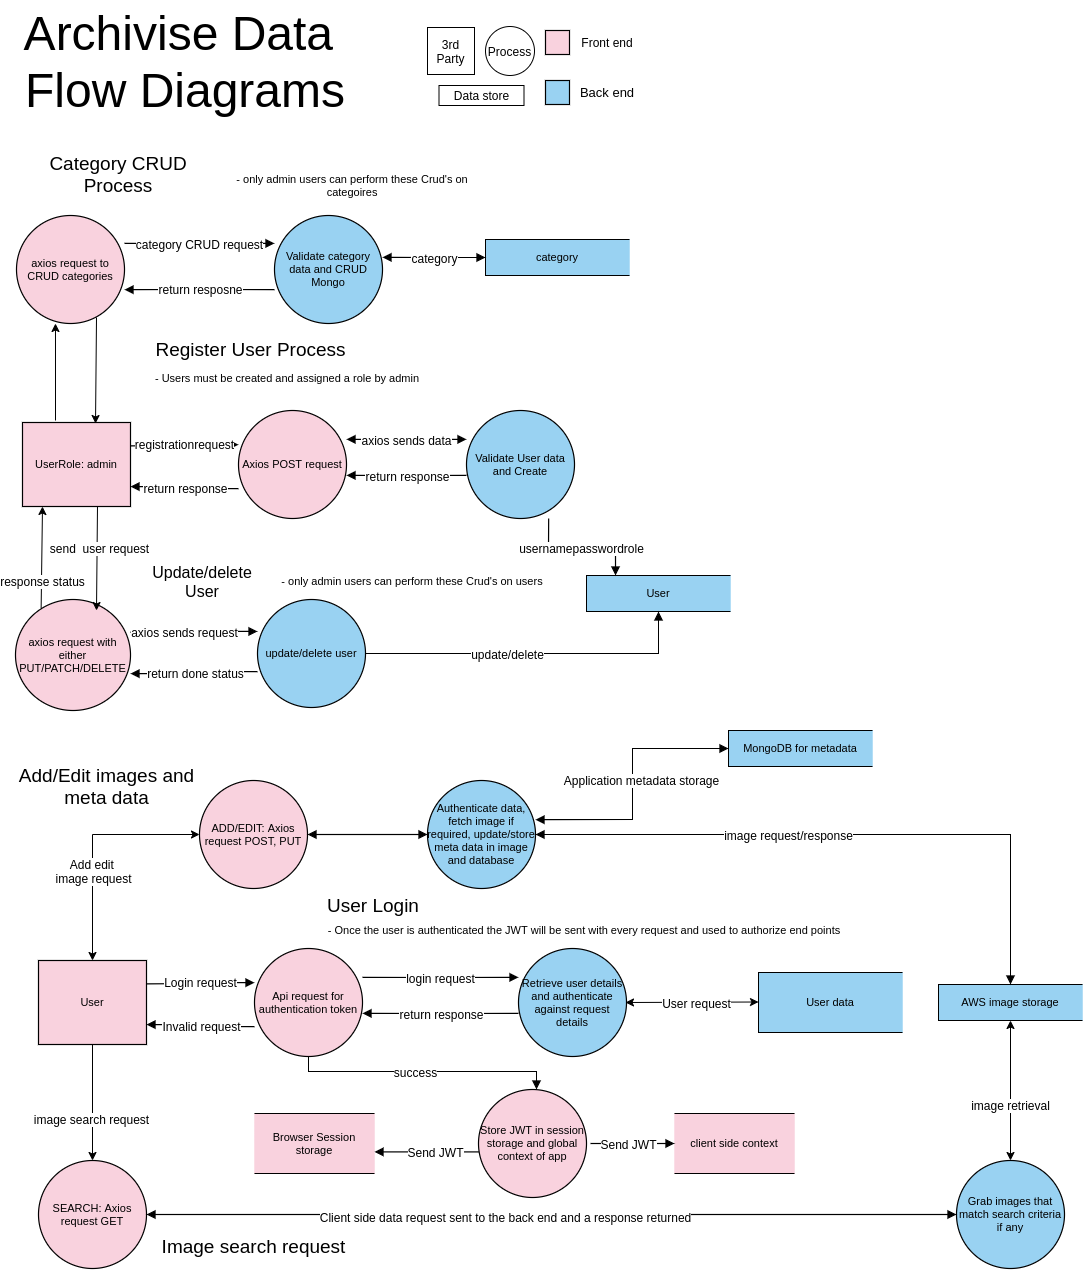 Archivise Data
Flow Diagrams
3rd
Party
Process
Data store
Front end
Back end
Category CRUD
Process
- only admin users can perform these Crud's on
categoires
axios request to
CRUD categories
category CRUD request
return resposne
Validate category
data and CRUD
Mongo
category
category
Register User Process
- Users must be created and assigned a role by admin
UserRole: admin
registrationrequest
return response
Axios POST request
axios sends data
return response
Validate User data
and Create
usernamepasswordrole
User
send  user request
response status
Update/delete
User
- only admin users can perform these Crud's on users
axios request with
either
PUT/PATCH/DELETE
axios sends request
return done status
update/delete user
update/delete
MongoDB for metadata
Application metadata storage
Add/Edit images and
meta data
ADD/EDIT: Axios
request POST, PUT
Authenticate data,
fetch image if
required, update/store
meta data in image
and database
image request/response
Add edit
image request
User Login
- Once the user is authenticated the JWT will be sent with every request and used to authorize end points
User
Login request
Invalid request
Api request for
authentication token
login request
return response
Retrieve user details
and authenticate
against request
details
User request
User data
AWS image storage
success
image search request
Browser Session
storage
Send JWT
Store JWT in session
storage and global
context of app
Send JWT
client side context
image retrieval
SEARCH: Axios
request GET
Client side data request sent to the back end and a response returned
Grab images that
match search criteria
if any
Image search request